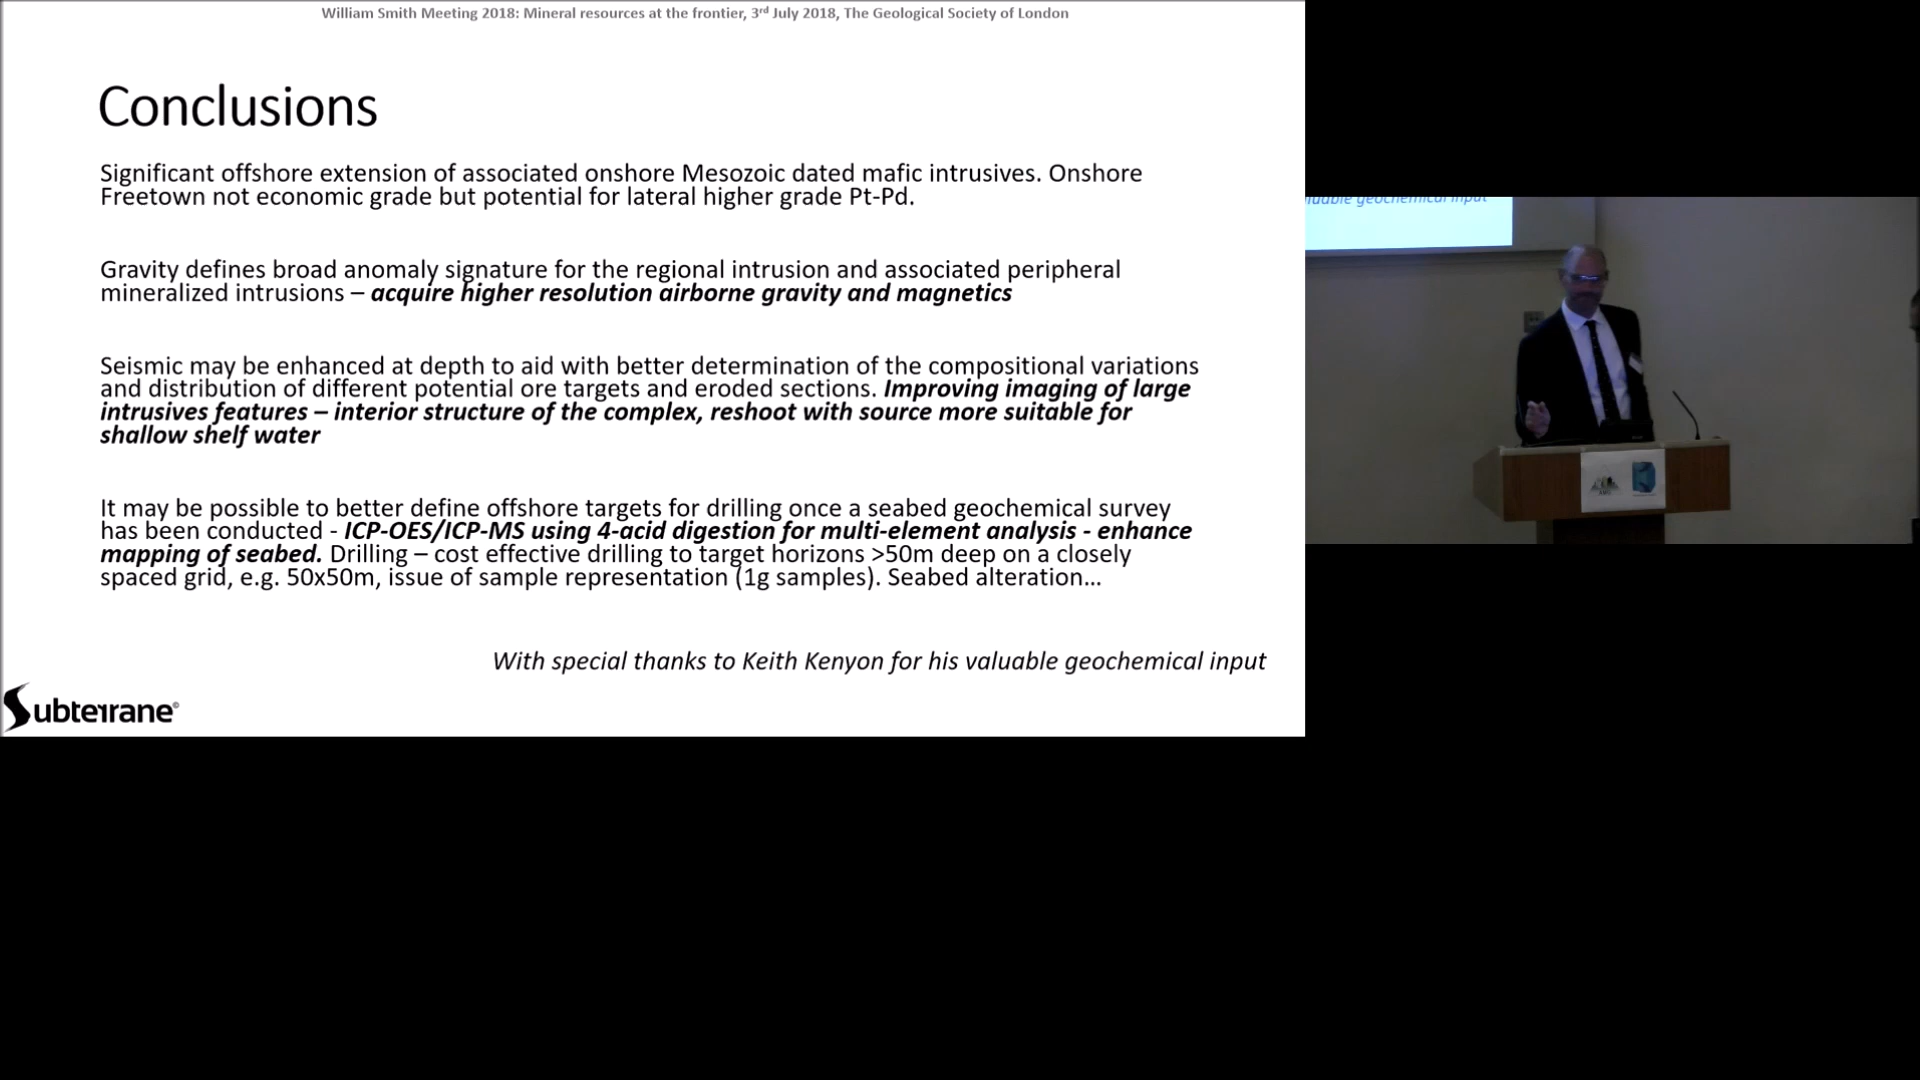 William Smith Meeting 2018: Mineral resources at the frontier, 3rd July 2018, The Geological Society of London
Conclusions
Significant offshore extension of associated onshore Mesozoic dated mafic intrusives. Onshore
Freetown not economic grade but potential for lateral higher grade Pt-Pd.
Gravity defines broad anomaly signature for the regional intrusion and associated peripheral
mineralized intrusions – acquire higher resolution airborne gravity and magnetics
Seismic may be enhanced at depth to aid with better determination of the compositional variations
and distribution of different potential ore targets and eroded sections. Improving imaging of large
intrusives features – interior structure of the complex, reshoot with source more suitable for
shallow shelf water
It may be possible to better define offshore targets for drilling once a seabed geochemical survey
has been conducted - ICP-OES/ICP-MS using 4-acid digestion for multi-element analysis - enhance
mapping of seabed. Drilling – cost effective drilling to target horizons >50m deep on a closely
spaced grid, e.g. 50x50m, issue of sample representation (1g samples). Seabed alteration...
With special thanks to Keith Kenyon for his valuable geochemical input
Subterrane©
geochemical input